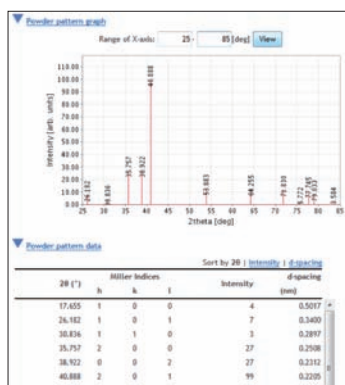 Powder pattern graph
Range of X-axis: 25 - 85 [deg] View
Intensity [arb. units]
110.00
100.00
90.00
80.00
70.00
60.00
50.00
40.00
30.00
20.00
10.00
0.00
26.182
30.836
35.757
38.922
40.888
53.883
64.255
71.830
79.033
25 30 35 40 45 50 55 60 65 70 75 80 85
2theta [deg]
Powder pattern data
Sort by 2θ | Intensity | d-spacing
2θ (°) Miller Indices Intensity d-spacing
h k l (nm)
17.655 1 0 0 4 0.5017
26.182 1 0 1 7 0.3400
30.836 1 1 0 3 0.2897
35.757 2 0 0 27 0.2508
38.922 0 0 2 27 0.2312
40.888 2 0 1 99 0.2205